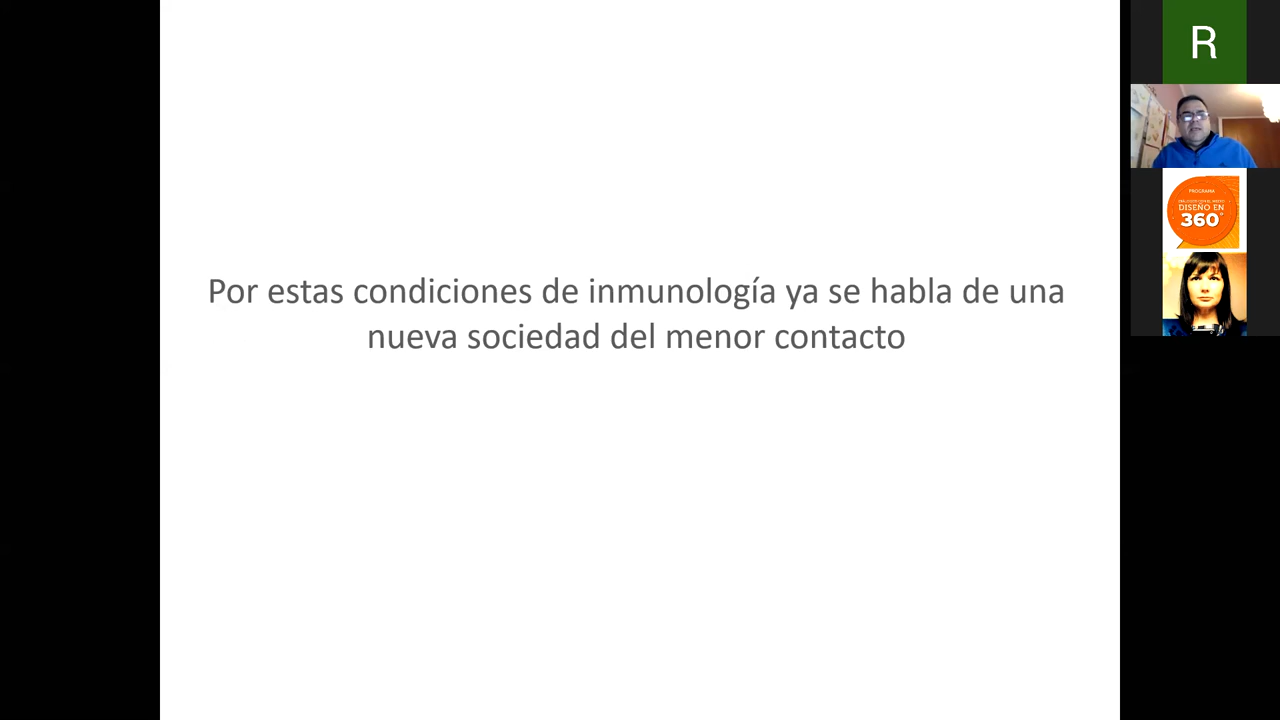 Por estas condiciones de inmunología ya se habla de una
nueva sociedad del menor contacto
R
PROGRAMA
DISEÑO EN
360°